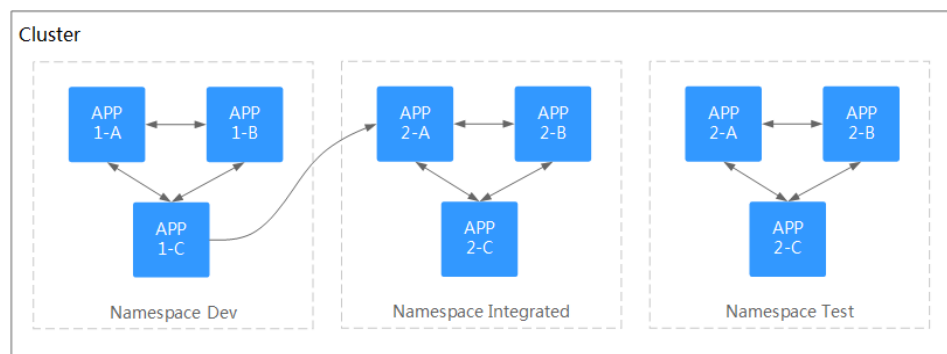 Cluster
APP
1-A
APP
1-B
APP
1-C
Namespace Dev
APP
2-A
APP
2-B
APP
2-C
Namespace Integrated
APP
2-A
APP
2-B
APP
2-C
Namespace Test